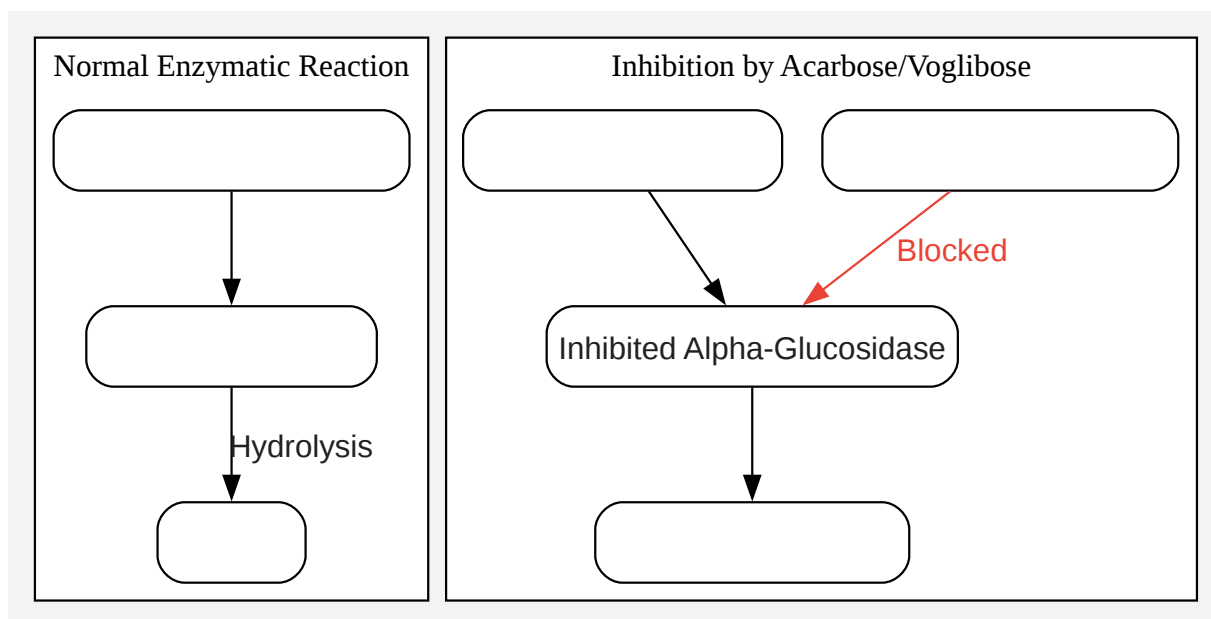 Normal Enzymatic Reaction
Hydrolysis
Inhibition by Acarbose/Voglibose
Blocked
Inhibited Alpha-Glucosidase